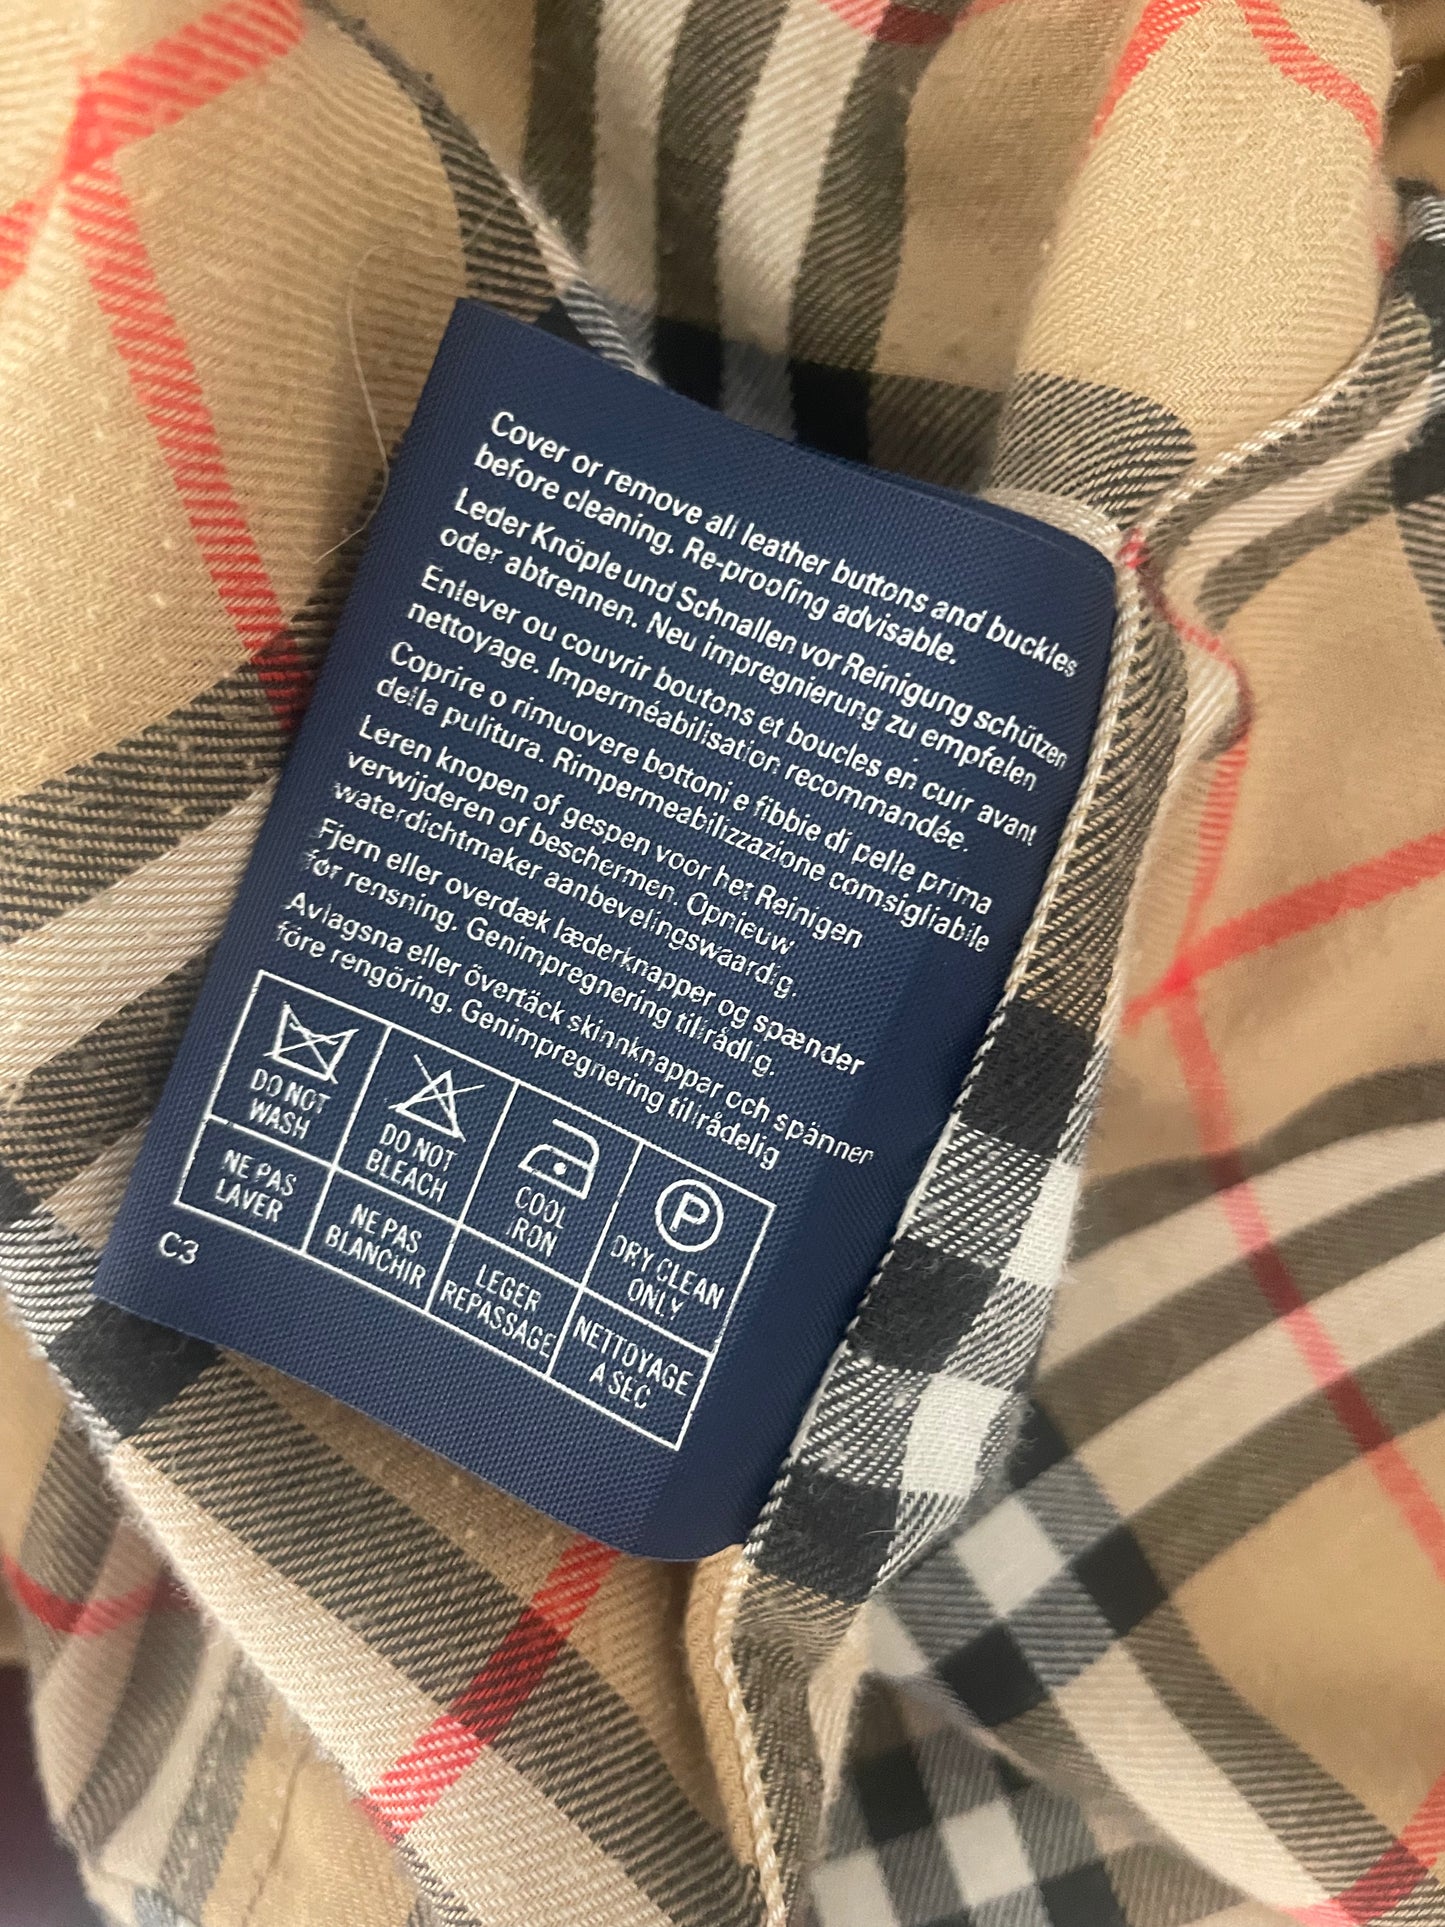 Cover or remove all leather buttons and buckles
before cleaning. Re-proofing advisable.
Leder Knöple und Schnallen vor Reinigung schützen
oder abtrennen. Neu impregnierung zu empfelen
Enlever ou couvrir boutons et boucles en cuir avant
nettoyage. Imperméabilisation recommandée.
Coprire o rimuovere bottoni e fibbie di pelle prima
della pulitura. Rimpermeabilizzazione comsigliabile
Leren knopen of gespen voor het Reinigen
verwijderen of beschermen. Opnieuw
waterdichtmaker aanbevelingswaardig.
Fjern eller overdæk læderknapper og spænder
før rensning. Genimpregnering tilrådlig.
Avlagsna eller övertäck skinnknappar och spänner
före rengöring. Genimpregnering tillrådelig
DO NOT
WASH
DO NOT
BLEACH
COOL
IRON
P
DRY CLEAN
ONLY
NE PAS
LAVER
NE PAS
BLANCHIR
LEGER
REPASSAGE
NETTOYAGE
A SEC
C3